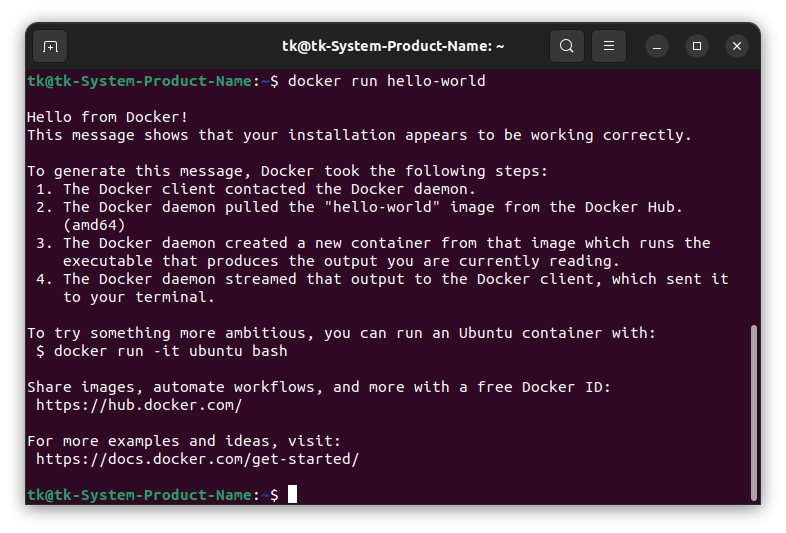 tk@tk-System-Product-Name: ~
tk@tk-System-Product-Name:~$ docker run hello-world
Hello from Docker!
This message shows that your installation appears to be working correctly.
To generate this message, Docker took the following steps:
1. The Docker client contacted the Docker daemon.
2. The Docker daemon pulled the "hello-world" image from the Docker Hub.
(amd64)
3. The Docker daemon created a new container from that image which runs the
executable that produces the output you are currently reading.
4. The Docker daemon streamed that output to the Docker client, which sent it
to your terminal.
To try something more ambitious, you can run an Ubuntu container with:
$ docker run -it ubuntu bash
Share images, automate workflows, and more with a free Docker ID:
https://hub.docker.com/
For more examples and ideas, visit:
https://docs.docker.com/get-started/
tk@tk-System-Product-Name:~$